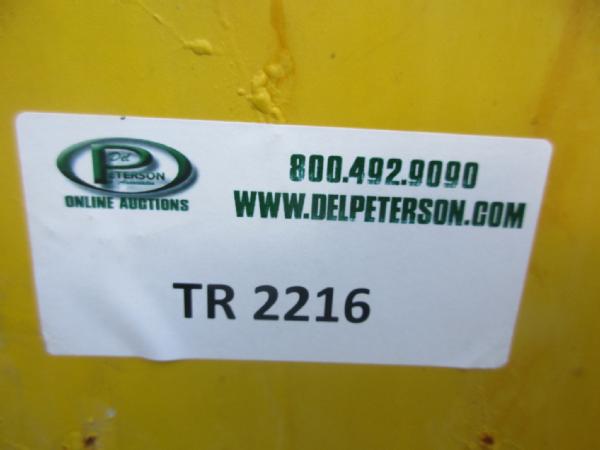 Del
PETERSON
ONLINE AUCTIONS
800.492.9090
WWW.DELPETERSON.COM
TR 2216